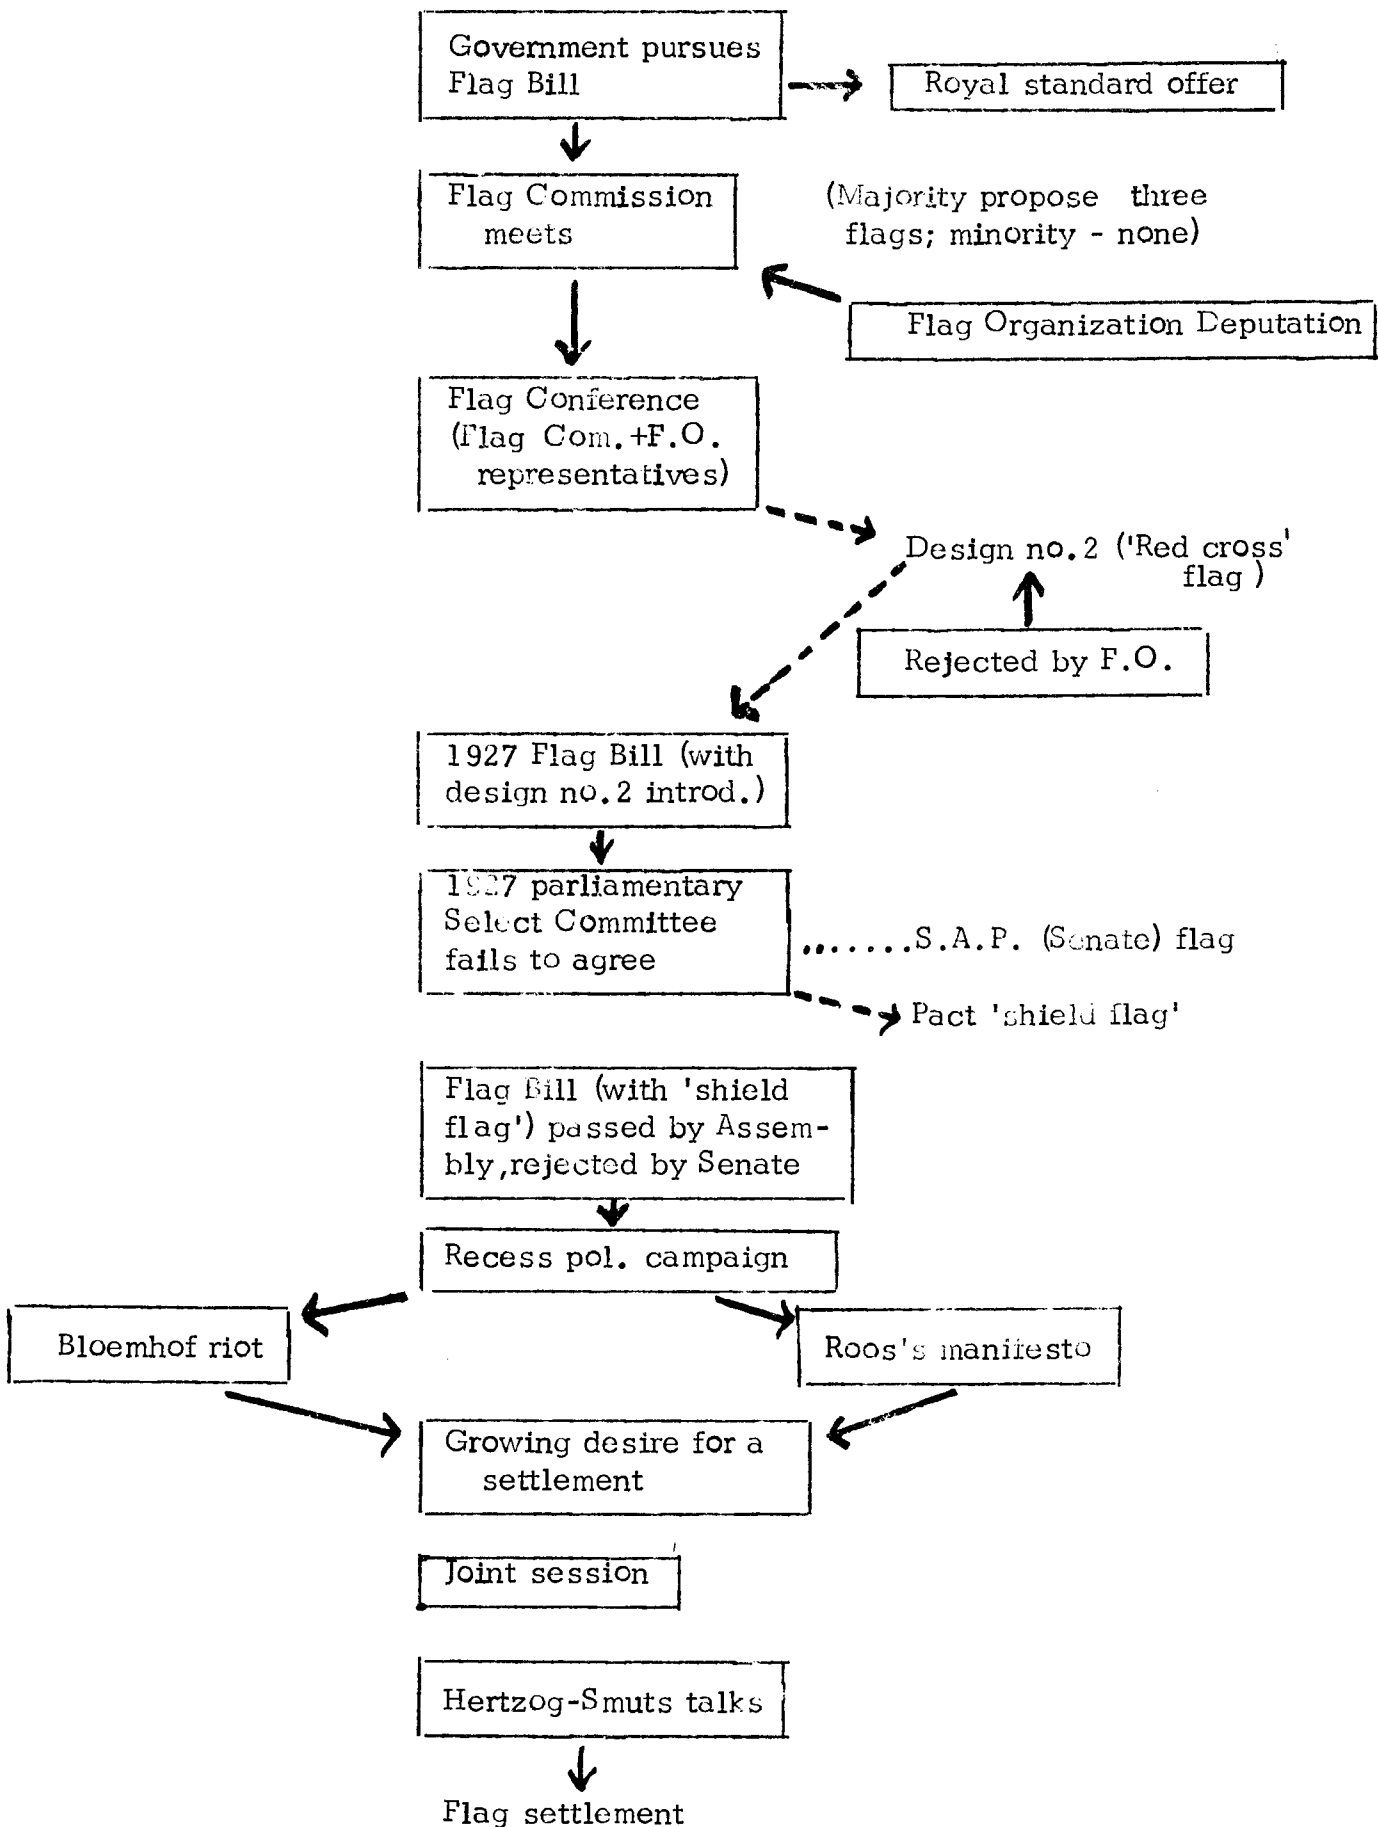 Government pursues
Flag Bill
Royal standard offer
Flag Commission
meets
(Majority propose three
flags; minority - none)
Flag Organization Deputation
Flag Conference
(Flag Com.+F.O.
representatives)
Design no.2 ('Red cross'
flag)
Rejected by F.O.
1927 Flag Bill (with
design no.2 introd.)
1927 parliamentary
Select Committee
fails to agree
.......S.A.P. (Senate) flag
Pact 'shield flag'
Flag Bill (with 'shield
flag') passed by Assem-
bly,rejected by Senate
Recess pol. campaign
Bloemhof riot
Roos's manifesto
Growing desire for a
settlement
Joint session
Hertzog-Smuts talks
Flag settlement